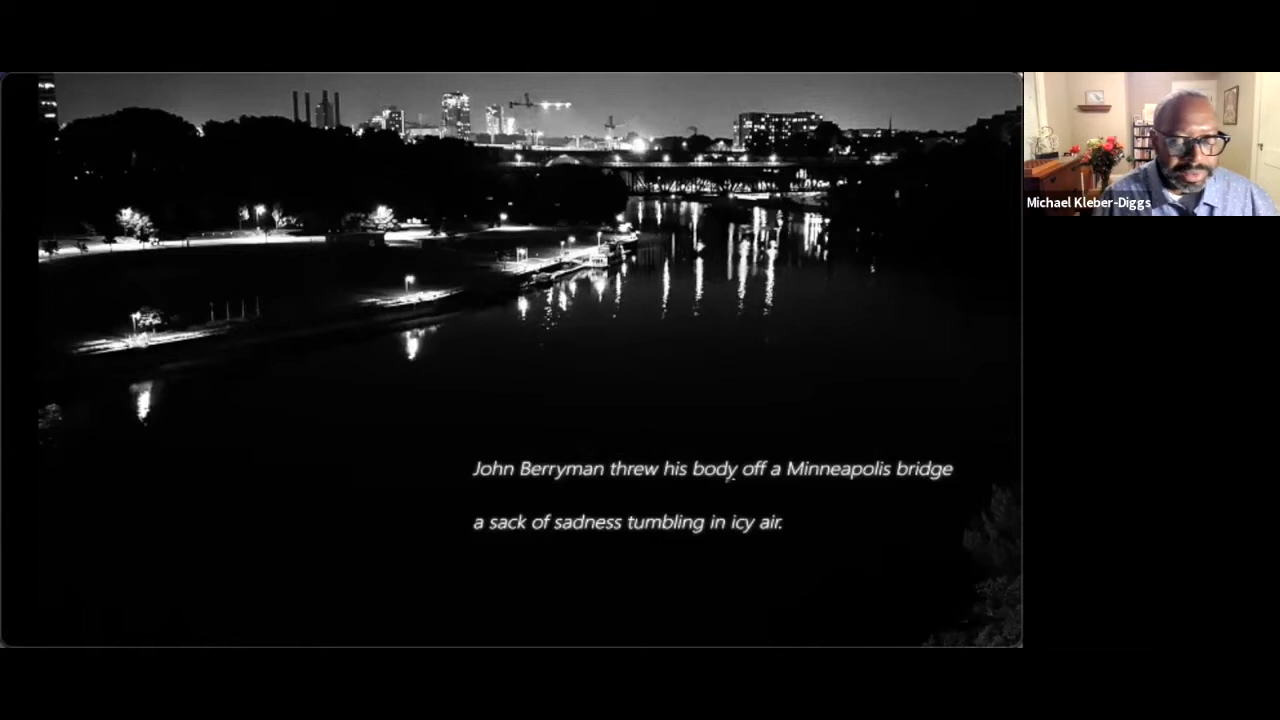 Michael Kleber-Diggs
John Berryman threw his body off a Minneapolis bridge
a sack of sadness tumbling in icy air.